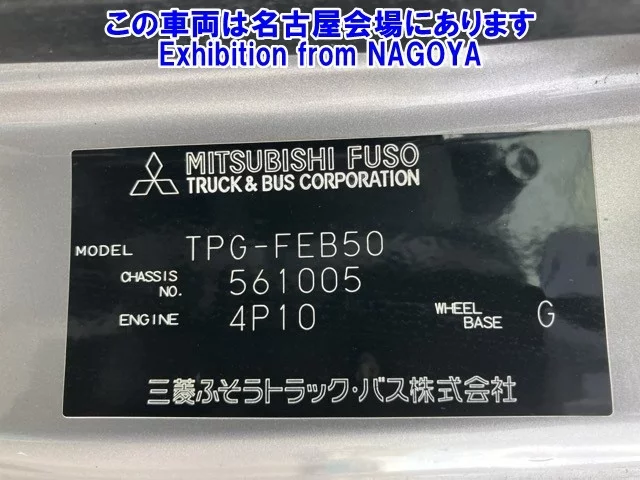 この車両は名古屋会場にあります
Exhibition from NAGOYA
MITSUBISHI FUSO
TRUCK & BUS CORPORATION
MODEL TPG-FEB50
CHASSIS NO. 561005
ENGINE 4P10 WHEEL BASE G
三菱ふそうトラック・バス株式会社